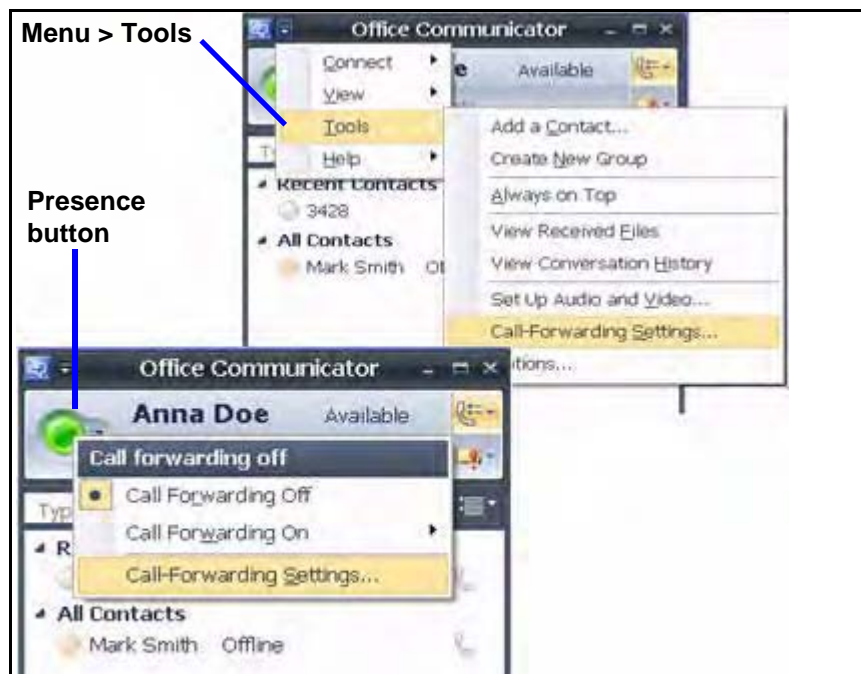 Menu > Tools
Office Communicator
Connect
e Available
View
Tools
Add a Contact...
Help
Create New Group
Recent Contacts
Always on Top
3428
View Received Files
All Contacts
View Conversation History
Mark Smith
Set Up Audio and Video...
Call-Forwarding Settings...
Presence
button
Office Communicator
tions...
Anna Doe Available
Call forwarding off
Call Forwarding Off
Typ
Call Forwarding On
R
Call-Forwarding Settings...
All Contacts
Mark Smith Offline